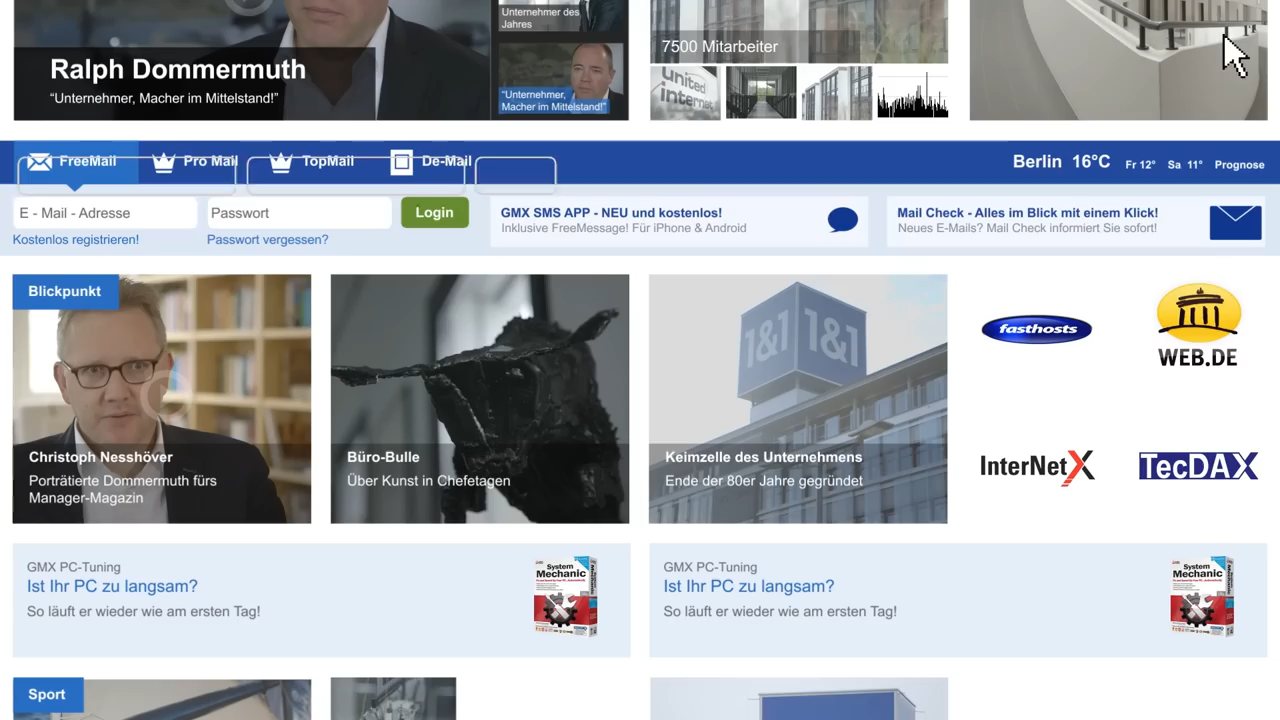 Ralph Dommermuth
“Unternehmer, Macher im Mittelstand!”
Unternehmer des
Jahres
“Unternehmer,
Macher im Mittelstand!”
7500 Mitarbeiter
united
internet
FreeMail
Pro Mail
TopMail
De-Mail
Berlin 16°C Fr 12° Sa 11° Prognose
E - Mail - Adresse
Passwort
Login
Kostenlos registrieren!
Passwort vergessen?
GMX SMS APP - NEU und kostenlos!
Inklusive FreeMessage! Für iPhone & Android
Mail Check - Alles im Blick mit einem Klick!
Neues E-Mails? Mail Check informiert Sie sofort!
Blickpunkt
Christoph Nesshöver
Porträtierte Dommermuth fürs
Manager-Magazin
Büro-Bulle
Über Kunst in Chefetagen
1&1 1&1
Keimzelle des Unternehmens
Ende der 80er Jahre gegründet
fasthosts
WEB.DE
InterNetX
TecDAX
GMX PC-Tuning
Ist Ihr PC zu langsam?
So läuft er wieder wie am ersten Tag!
System
Mechanic
GMX PC-Tuning
Ist Ihr PC zu langsam?
So läuft er wieder wie am ersten Tag!
System
Mechanic
Sport